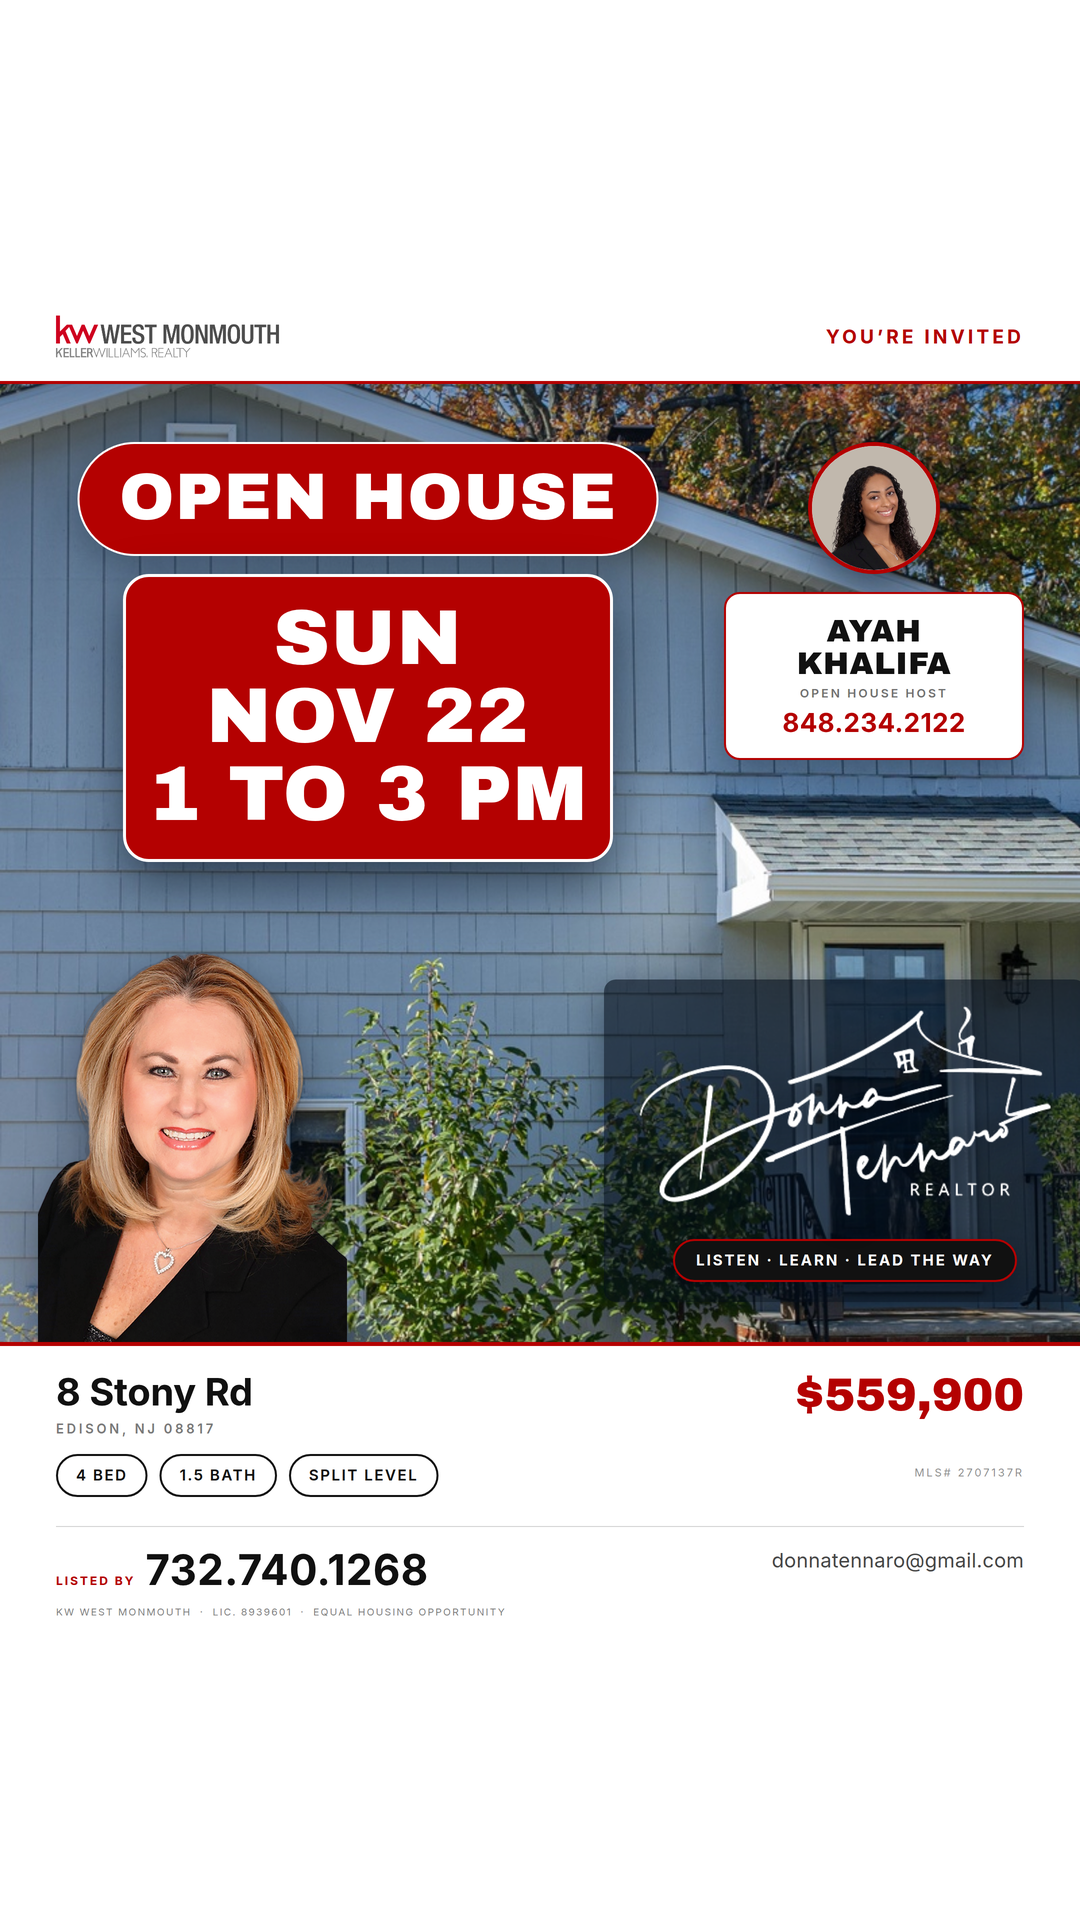 kw WEST MONMOUTH
KELLERWILLIAMS. REALTY
YOU'RE INVITED
OPEN HOUSE
SUN
NOV 22
1 TO 3 PM
AYAH
KHALIFA
OPEN HOUSE HOST
848.234.2122
Donna
Tennaro
REALTOR
LISTEN · LEARN · LEAD THE WAY
8 Stony Rd
$559,900
EDISON, NJ 08817
4 BED
1.5 BATH
SPLIT LEVEL
MLS# 2707137R
LISTED BY 732.740.1268
donnatennaro@gmail.com
KW WEST MONMOUTH · LIC. 8939601 · EQUAL HOUSING OPPORTUNITY